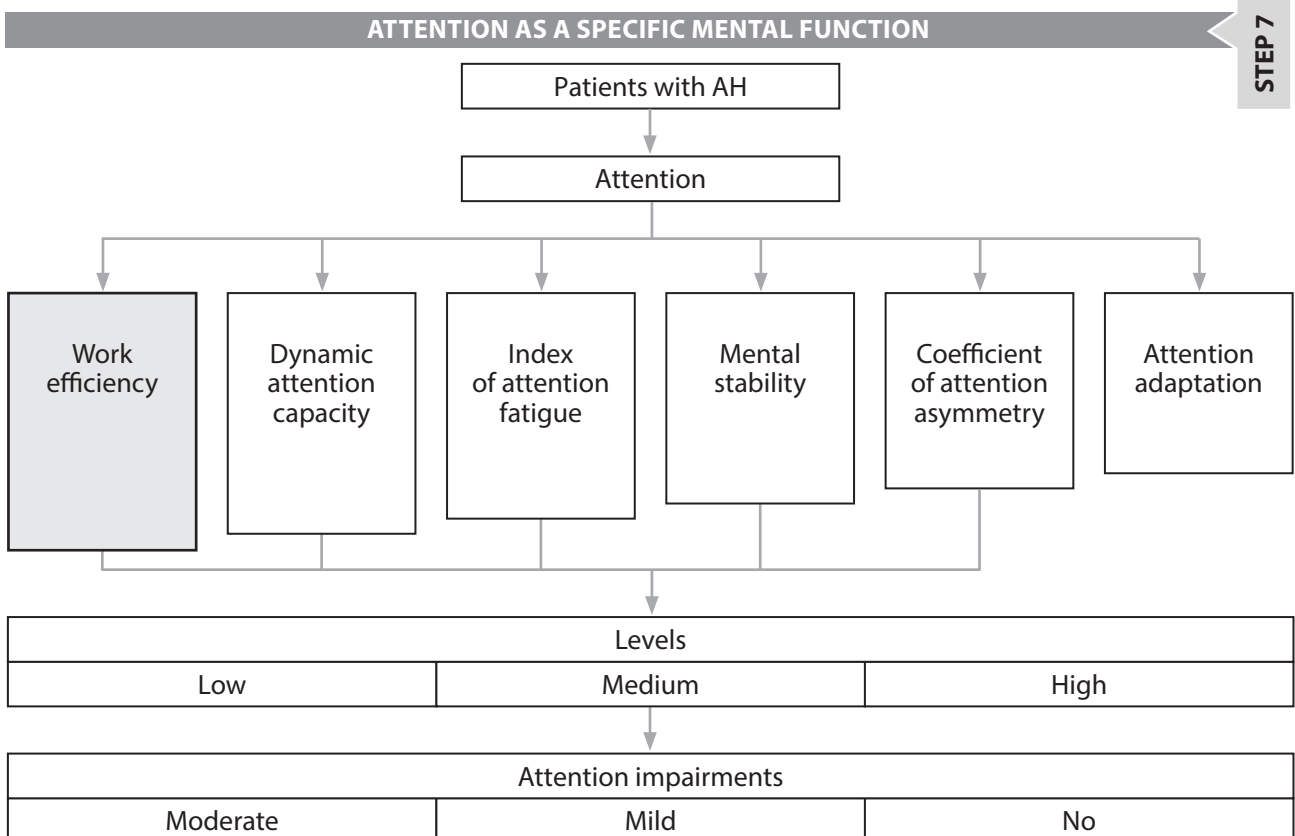 ATTENTION AS A SPECIFIC MENTAL FUNCTION
STEP 7
Patients with AH
Attention
Work
efficiency
Dynamic
attention
capacity
Index
of attention
fatigue
Mental
stability
Coefficient
of attention
asymmetry
Attention
adaptation
Levels
Low
Medium
High
Attention impairments
Moderate
Mild
No